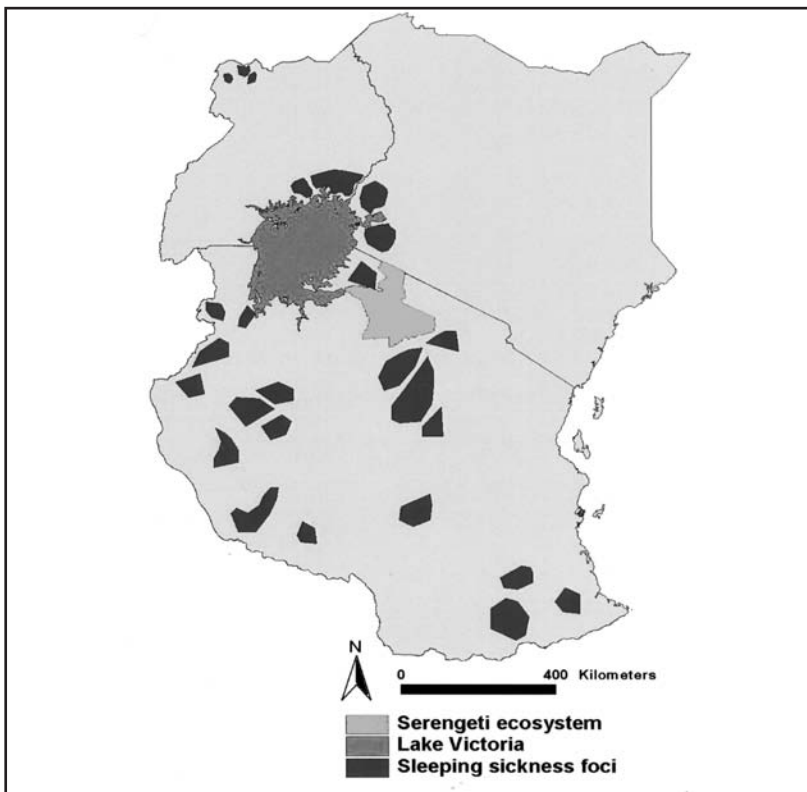 N
0 400 Kilometers
Serengeti ecosystem
Lake Victoria
Sleeping sickness foci